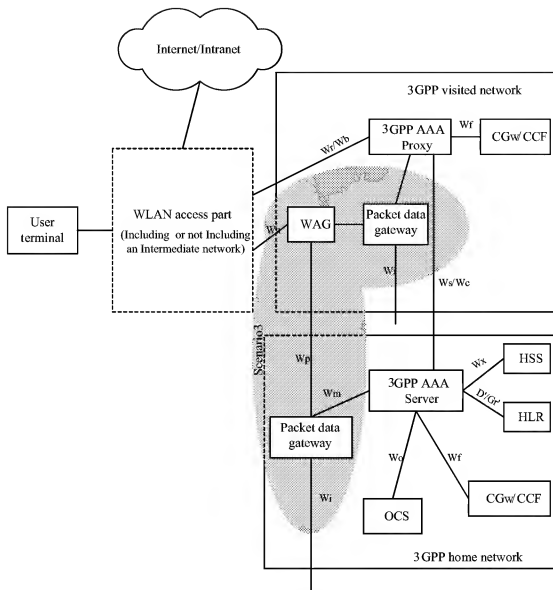 Internet/Intranet
3GPP visited network
3GPP AAA
Proxy
Wf
CGw/CCF
Wr/Wb
User
terminal
WLAN access part
(Including or not Including
an Intermediate network)
WAG
Packet data
gateway
Wi
Ws/Wc
Scenario3
Wp
Wx
HSS
Wm
3GPP AAA
Server
D'/Gr'
HLR
Packet data
gateway
Wo
Wf
Wi
OCS
CGw/CCF
3GPP home network